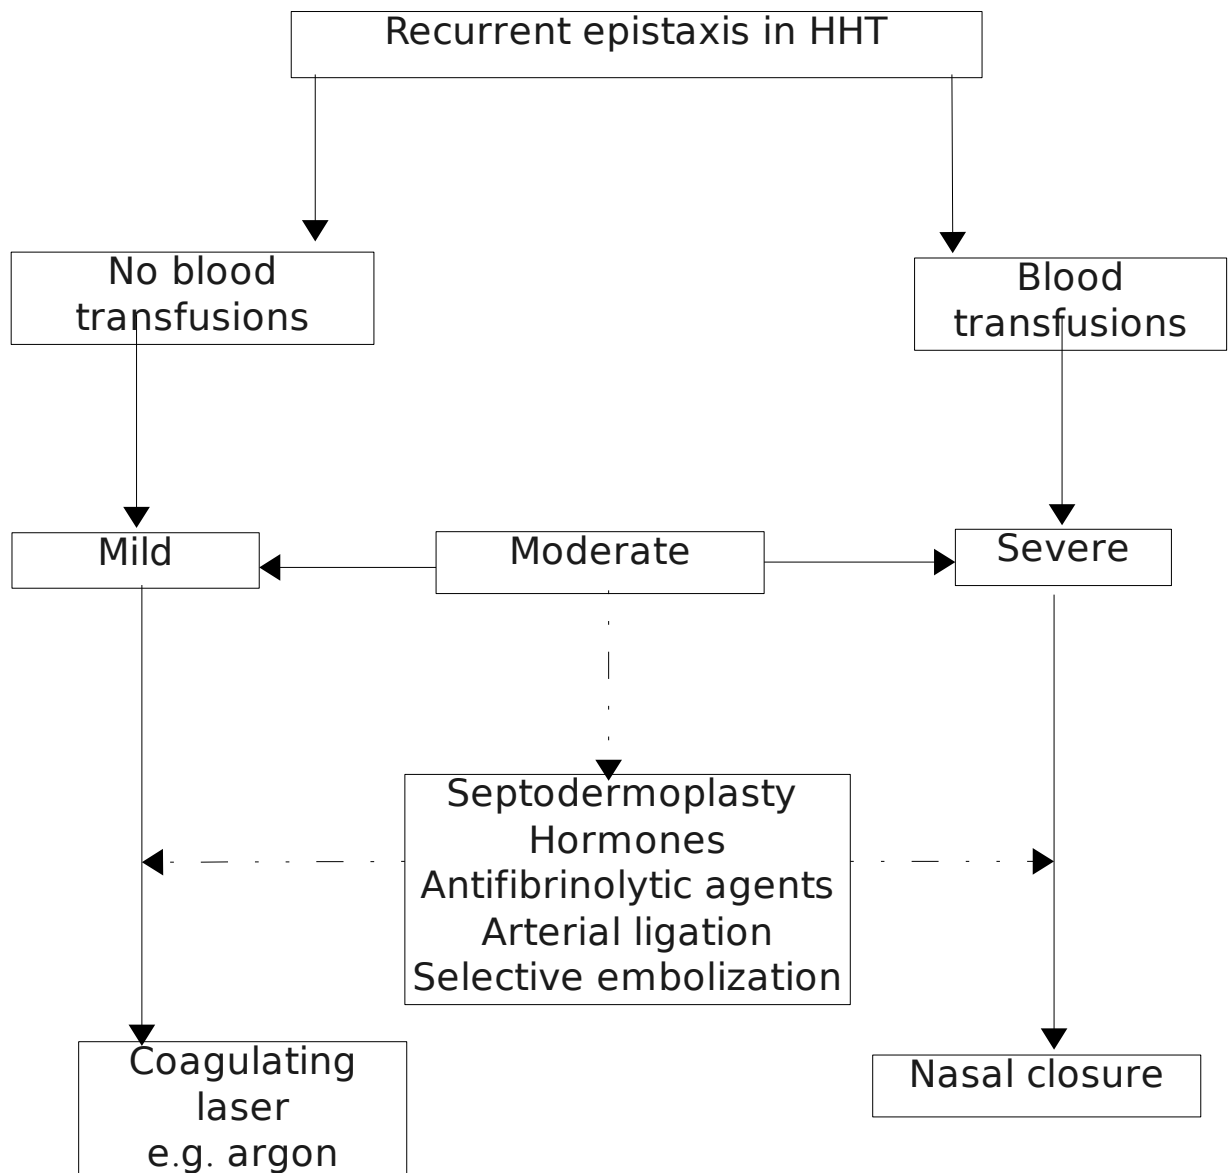 Recurrent epistaxis in HHT
No blood
transfusions
Blood
transfusions
Mild
Moderate
Severe
Septodermoplasty
Hormones
Antifibrinolytic agents
Arterial ligation
Selective embolization
Coagulating
laser
e.g. argon
Nasal closure